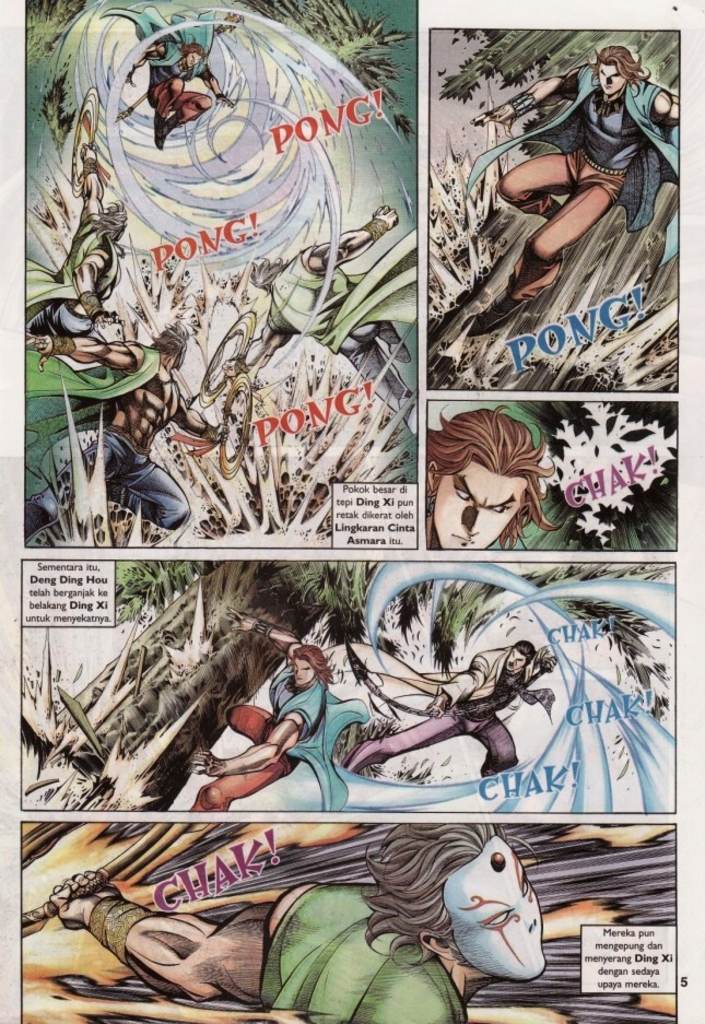 PONG!
PONG!
PONG!
Pokok besar di
tepi Ding Xi pun
retak dikerat oleh
Lingkaran Cinta
Asmara itu.
PONG!
CHAK!
Sementara itu,
Deng Ding Hou
telah berganjak ke
belakang Ding Xi
untuk menyekatnya.
CHAK!
CHAK!
CHAK!
CHAK!
Mereka pun
mengepung dan
menyerang Ding Xi
dengan sedaya
upaya mereka.
5